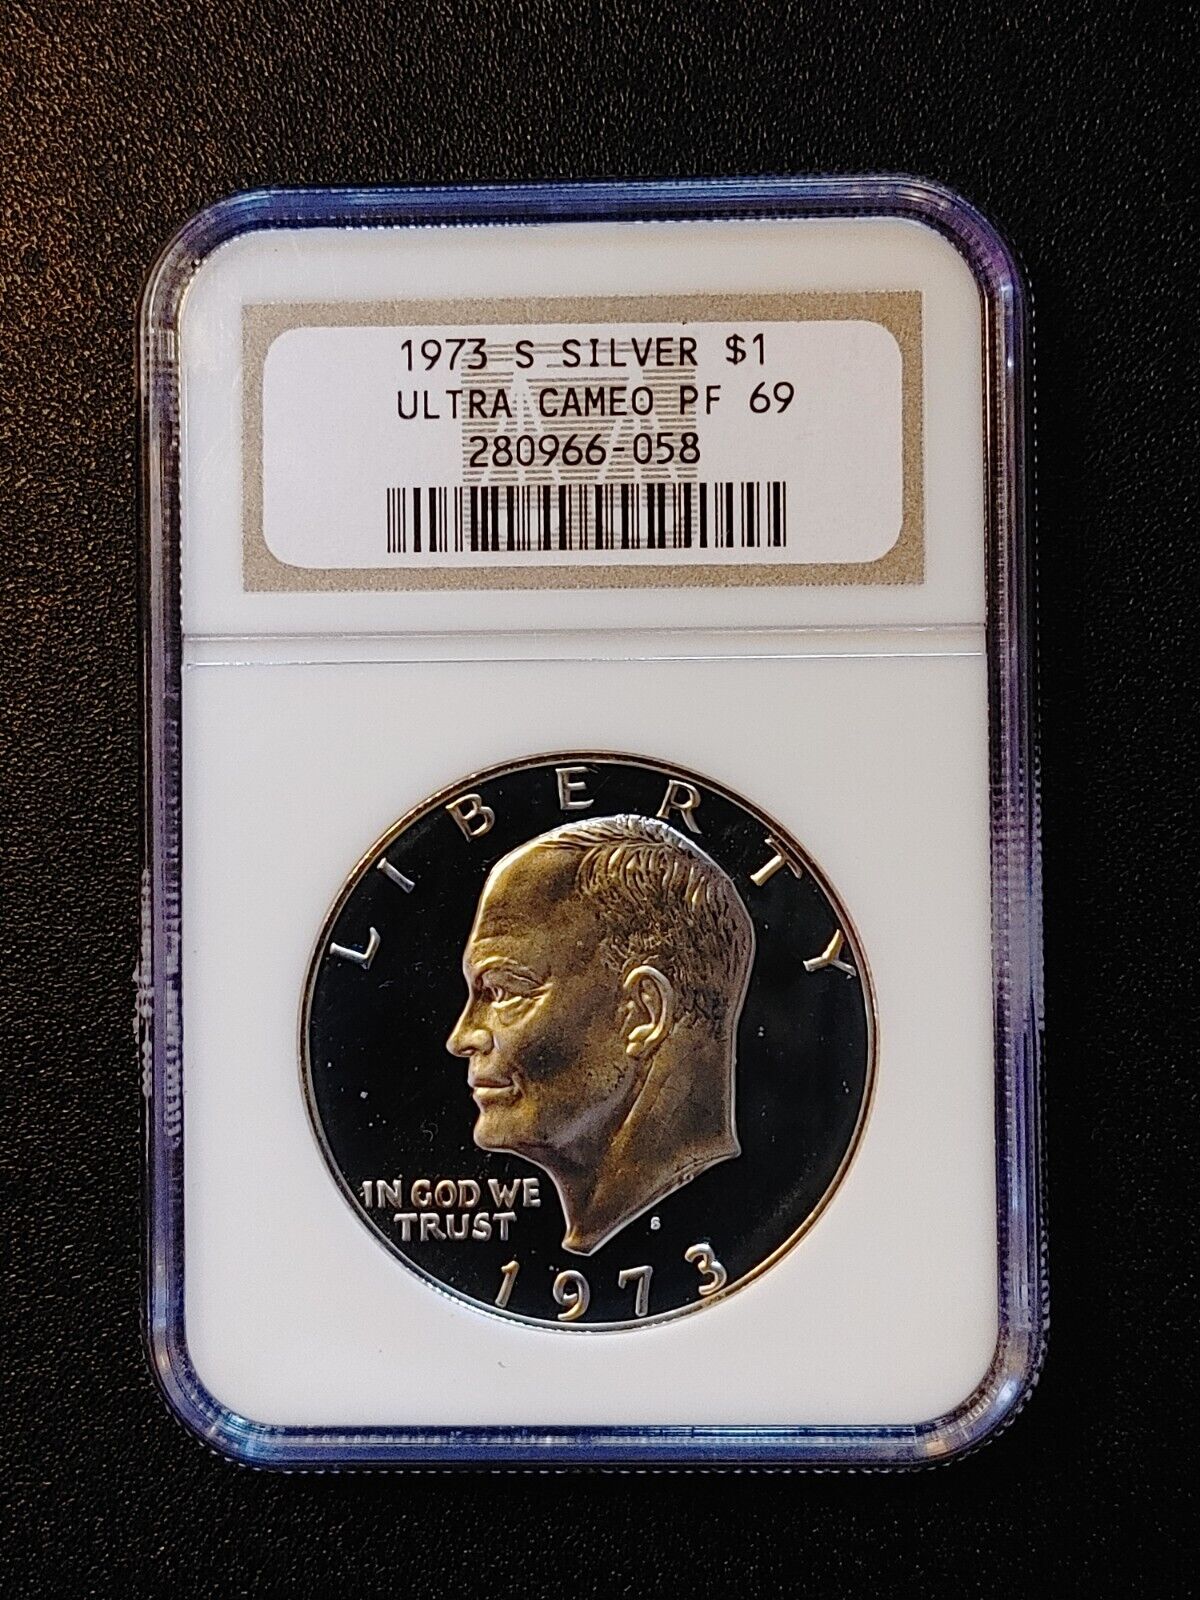 1973 S SILVER $1
ULTRA CAMEO PF 69
280966-058
LIBERTY
IN GOD WE
TRUST
S
1973